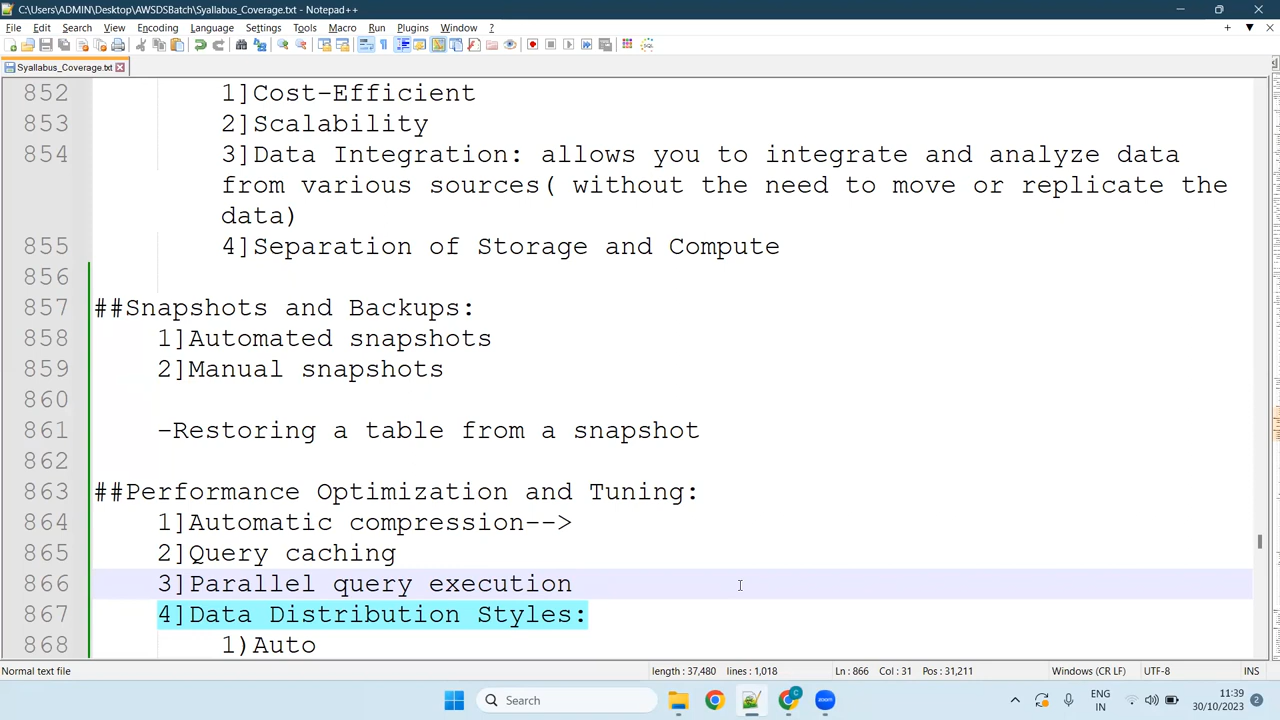 C:\Users\ADMIN\Desktop\AWSDSBatch\Syallabus_Coverage.txt - Notepad++
File Edit Search View Encoding Language Settings Tools Macro Run Plugins Window ?
Syallabus_Coverage.txt
852 1]Cost-Efficient
853 2]Scalability
854 3]Data Integration: allows you to integrate and analyze data
from various sources( without the need to move or replicate the
data)
855 4]Separation of Storage and Compute
856
857 ##Snapshots and Backups:
858 1]Automated snapshots
859 2]Manual snapshots
860
861 -Restoring a table from a snapshot
862
863 ##Performance Optimization and Tuning:
864 1]Automatic compression-->
865 2]Query caching
866 3]Parallel query execution
867 4]Data Distribution Styles:
868 1)Auto
Normal text file length : 37,480 lines : 1,018 Ln : 866 Col : 31 Pos : 31,211 Windows (CR LF) UTF-8 INS
Search
ENG
IN
11:39
30/10/2023
2